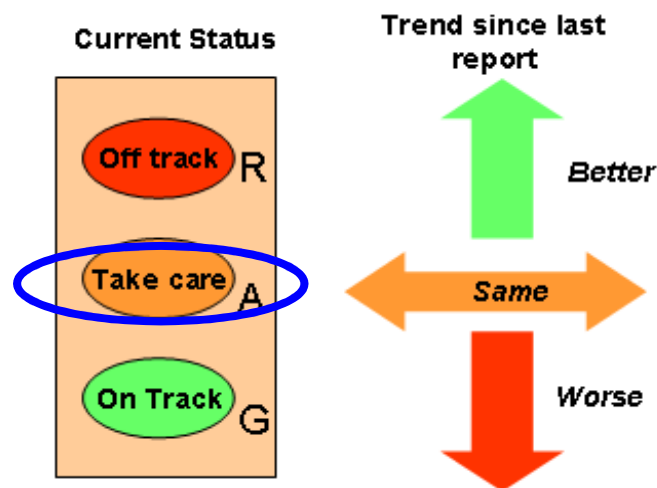 Current Status
Off track
R
Take care
A
On Track
G
Trend since last
report
Better
Same
Worse